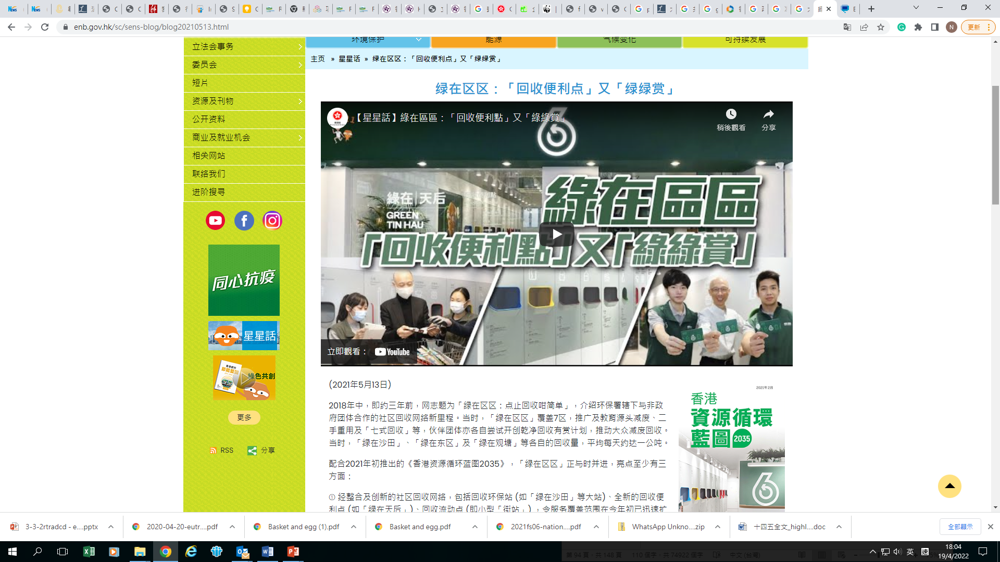 enb.gov.hk/sc/sens-blog/blog20210513.html
更新
环境保护
能源
气候变化
可持续发展
立法会事务
委员会
短片
资源及刊物
公开资料
商业及就业机会
相关网站
联络我们
进阶搜寻
同心抗疫
星星話
綠色共創
更多
RSS
分享
主页 » 星星话 » 绿在区区：「回收便利点」又「绿绿赏」
绿在区区：「回收便利点」又「绿绿赏」
【星星話】綠在區區：「回收便利點」又「綠綠賞」
稍後觀看
分享
綠在 天后
GREEN
TIN HAU
綠在區區
「回收便利點」又「綠綠賞」
立即觀看：
YouTube
(2021年5月13日)
2018年中，即约三年前，网志题为「绿在区区：点止回收咁简单」，介绍环保署辖下与非政
府团体合作的社区回收网络新里程。当时，「绿在区区」覆盖7区，推广及教育源头减废、二
手重用及「七式回收」等，伙伴团体亦各自尝试开创乾净回收有赏计划，推动大众减废回收。
当时，「绿在沙田」、「绿在东区」及「绿在观塘」等各自的回收量，平均每天约达一公吨。
配合2021年初推出的《香港资源循环蓝图2035》，「绿在区区」正与时并进，亮点至少有三
方面：
① 经整合及创新的社区回收网络，包括回收环保站 (如「绿在沙田」等大站)、全新的回收便
利点 (如「绿在天后」)、回收流动点 (即小型「街站」)，令服务覆盖范围在今年初已迅速扩
2021年2月
香港
資源循環
藍圖 2035
3-3-2rtradcd - e....pptx
2020-04-20-eutr....pdf
Basket and egg (1).pdf
Basket and egg.pdf
2021fs06-nation....pdf
WhatsApp Unkno....zip
十四五全文_highl....doc
全部顯示
第 94 頁，共 148 頁
110 個字，共 74922 個字
中文 (台灣)
英
速
18:04
19/4/2022